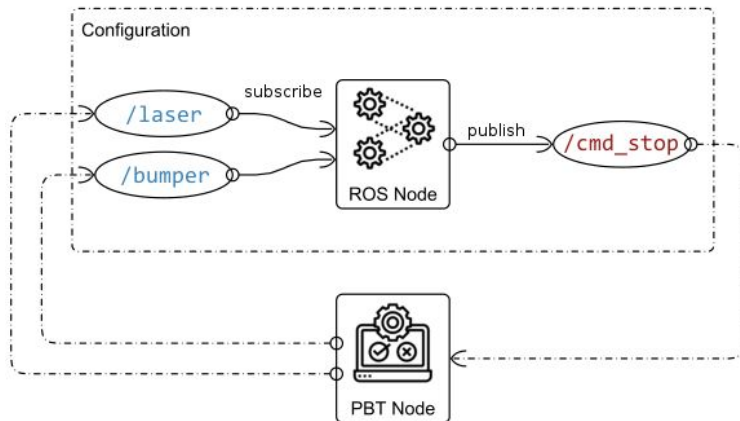 Configuration
subscribe
/laser
publish
/cmd_stop
/bumper
ROS Node
PBT Node